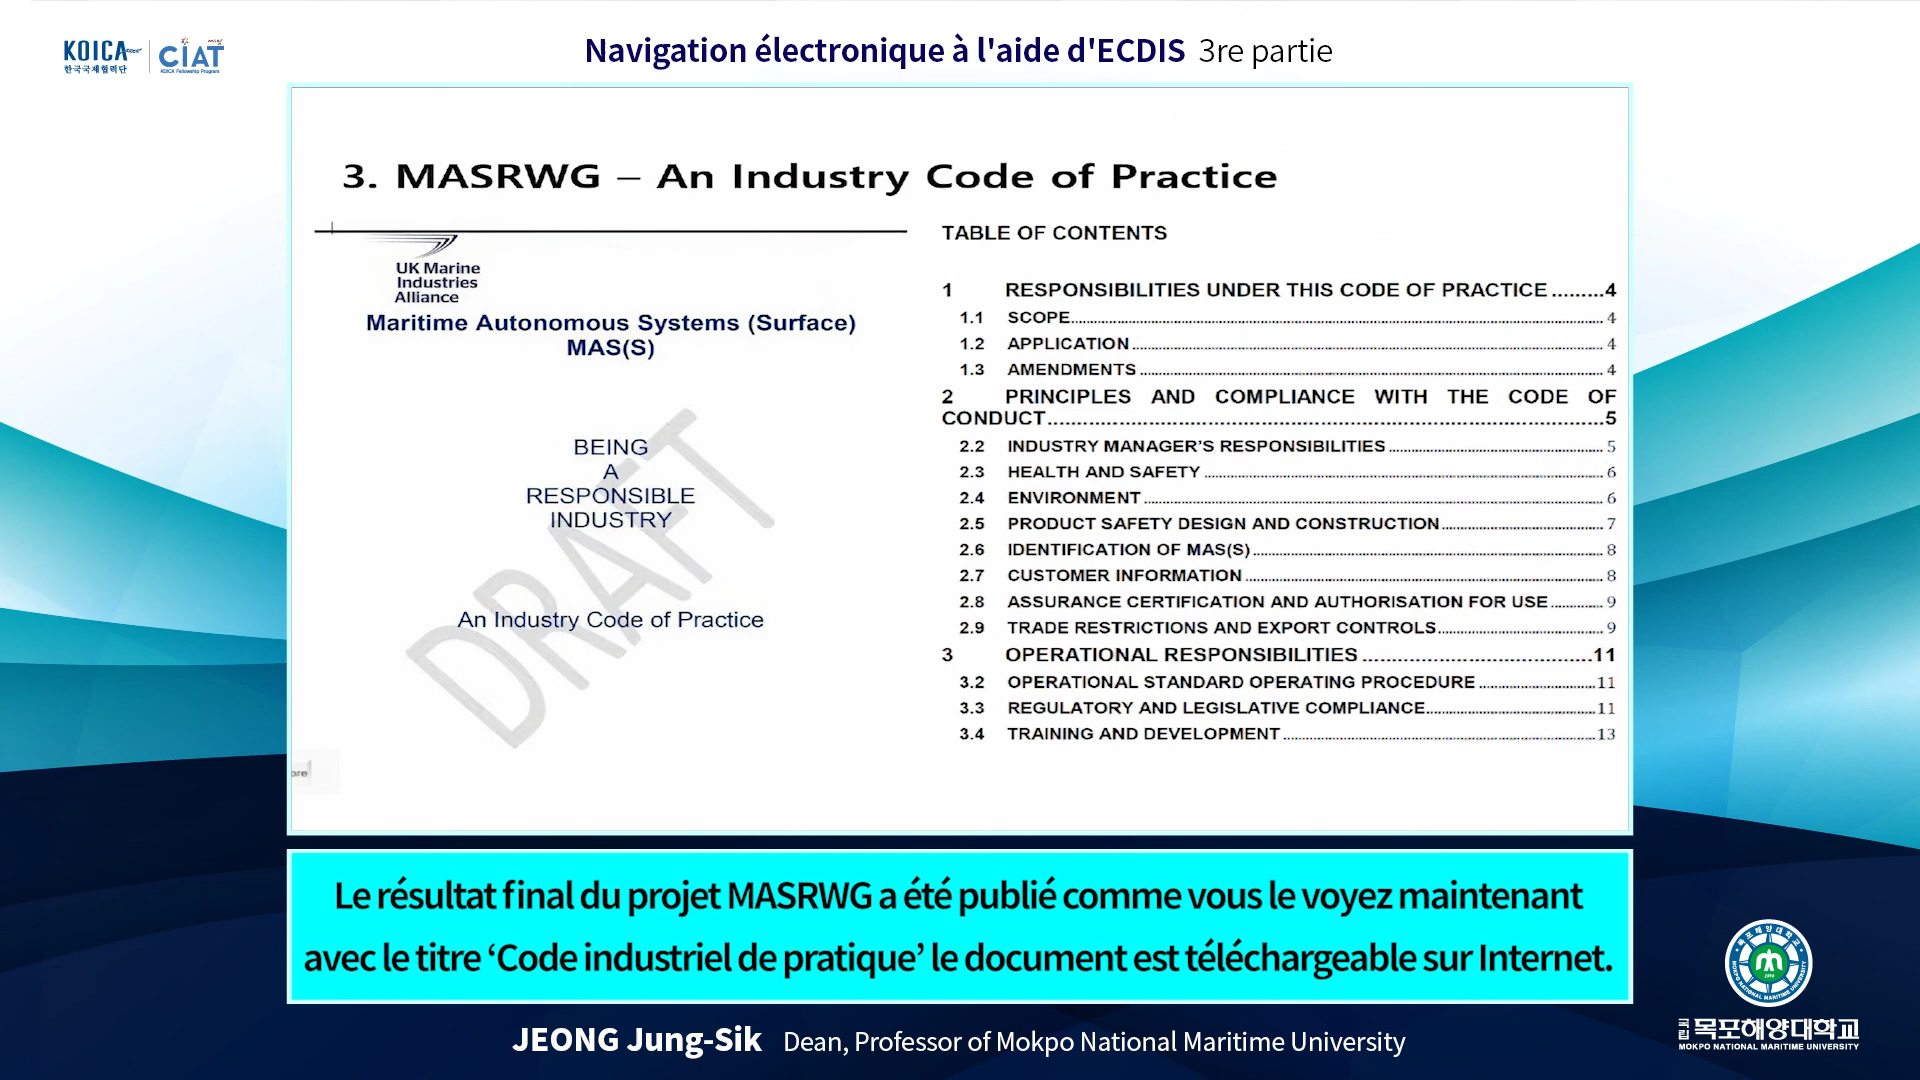 KOICA
한국국제협력단
CIAT
KOICA Fellowship Program
Navigation électronique à l'aide d'ECDIS 3re partie
3. MASRWG – An Industry Code of Practice
UK Marine
Industries
Alliance
Maritime Autonomous Systems (Surface)
MAS(S)
BEING
A
RESPONSIBLE
INDUSTRY
An Industry Code of Practice
DRAFT
TABLE OF CONTENTS
1 RESPONSIBILITIES UNDER THIS CODE OF PRACTICE.........4
1.1 SCOPE 4
1.2 APPLICATION 4
1.3 AMENDMENTS 4
2 PRINCIPLES AND COMPLIANCE WITH THE CODE OF
CONDUCT 5
2.2 INDUSTRY MANAGER'S RESPONSIBILITIES 5
2.3 HEALTH AND SAFETY 6
2.4 ENVIRONMENT 6
2.5 PRODUCT SAFETY DESIGN AND CONSTRUCTION 7
2.6 IDENTIFICATION OF MAS(S) 8
2.7 CUSTOMER INFORMATION 8
2.8 ASSURANCE CERTIFICATION AND AUTHORISATION FOR USE 9
2.9 TRADE RESTRICTIONS AND EXPORT CONTROLS 9
3 OPERATIONAL RESPONSIBILITIES 11
3.2 OPERATIONAL STANDARD OPERATING PROCEDURE 11
3.3 REGULATORY AND LEGISLATIVE COMPLIANCE 11
3.4 TRAINING AND DEVELOPMENT 13
Le résultat final du projet MASRWG a été publié comme vous le voyez maintenant
avec le titre ‘Code industriel de pratique’ le document est téléchargeable sur Internet.
JEONG Jung-Sik Dean, Professor of Mokpo National Maritime University
국립 목포해양대학교
MOKPO NATIONAL MARITIME UNIVERSITY